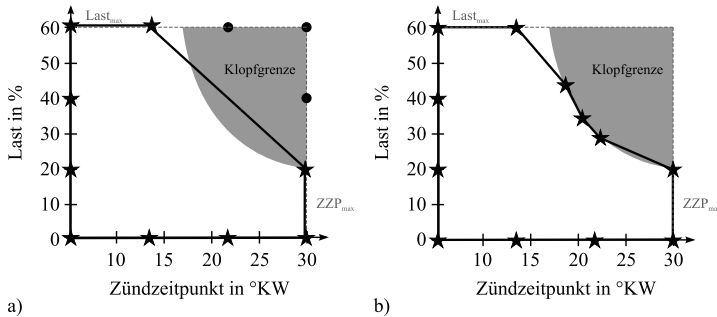 Last_max
60
50
40
30
20
10
0
Last in %
Klopfgrenze
ZZP_max
10 15 20 25 30
Zündzeitpunkt in °KW
a)
Last_max
60
50
40
30
20
10
0
Last in %
Klopfgrenze
ZZP_max
10 15 20 25 30
Zündzeitpunkt in °KW
b)